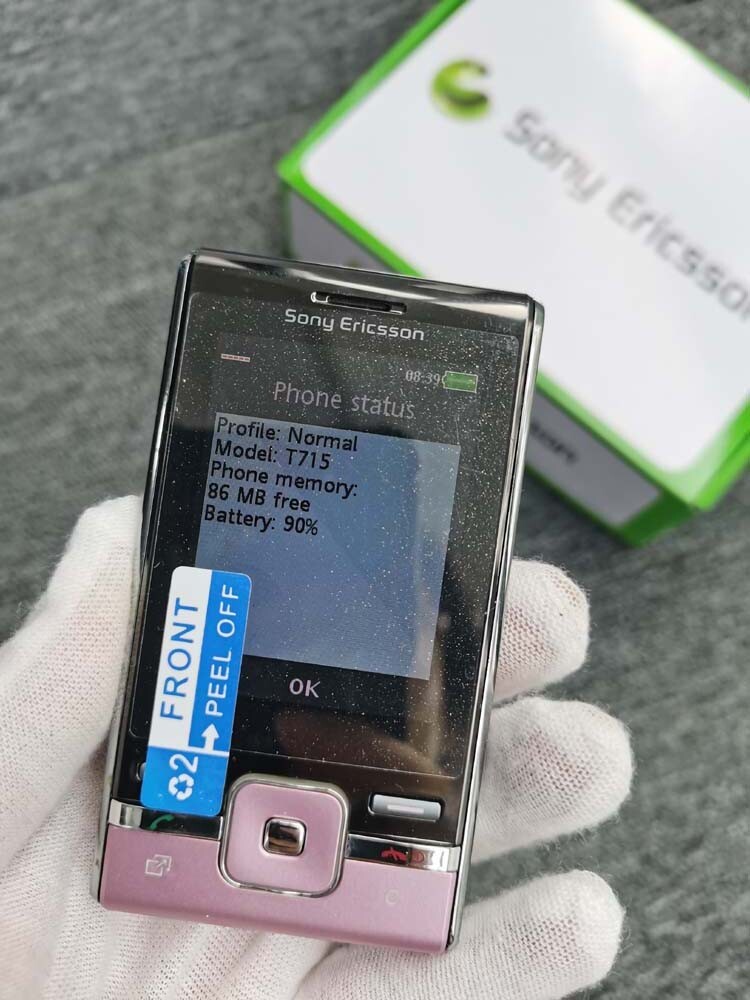 Sony Ericsson
Sony Ericsson
08:39
Phone status
Profile: Normal
Model: T715
Phone memory:
86 MB free
Battery: 90%
OK
2 FRONT
PEEL OFF